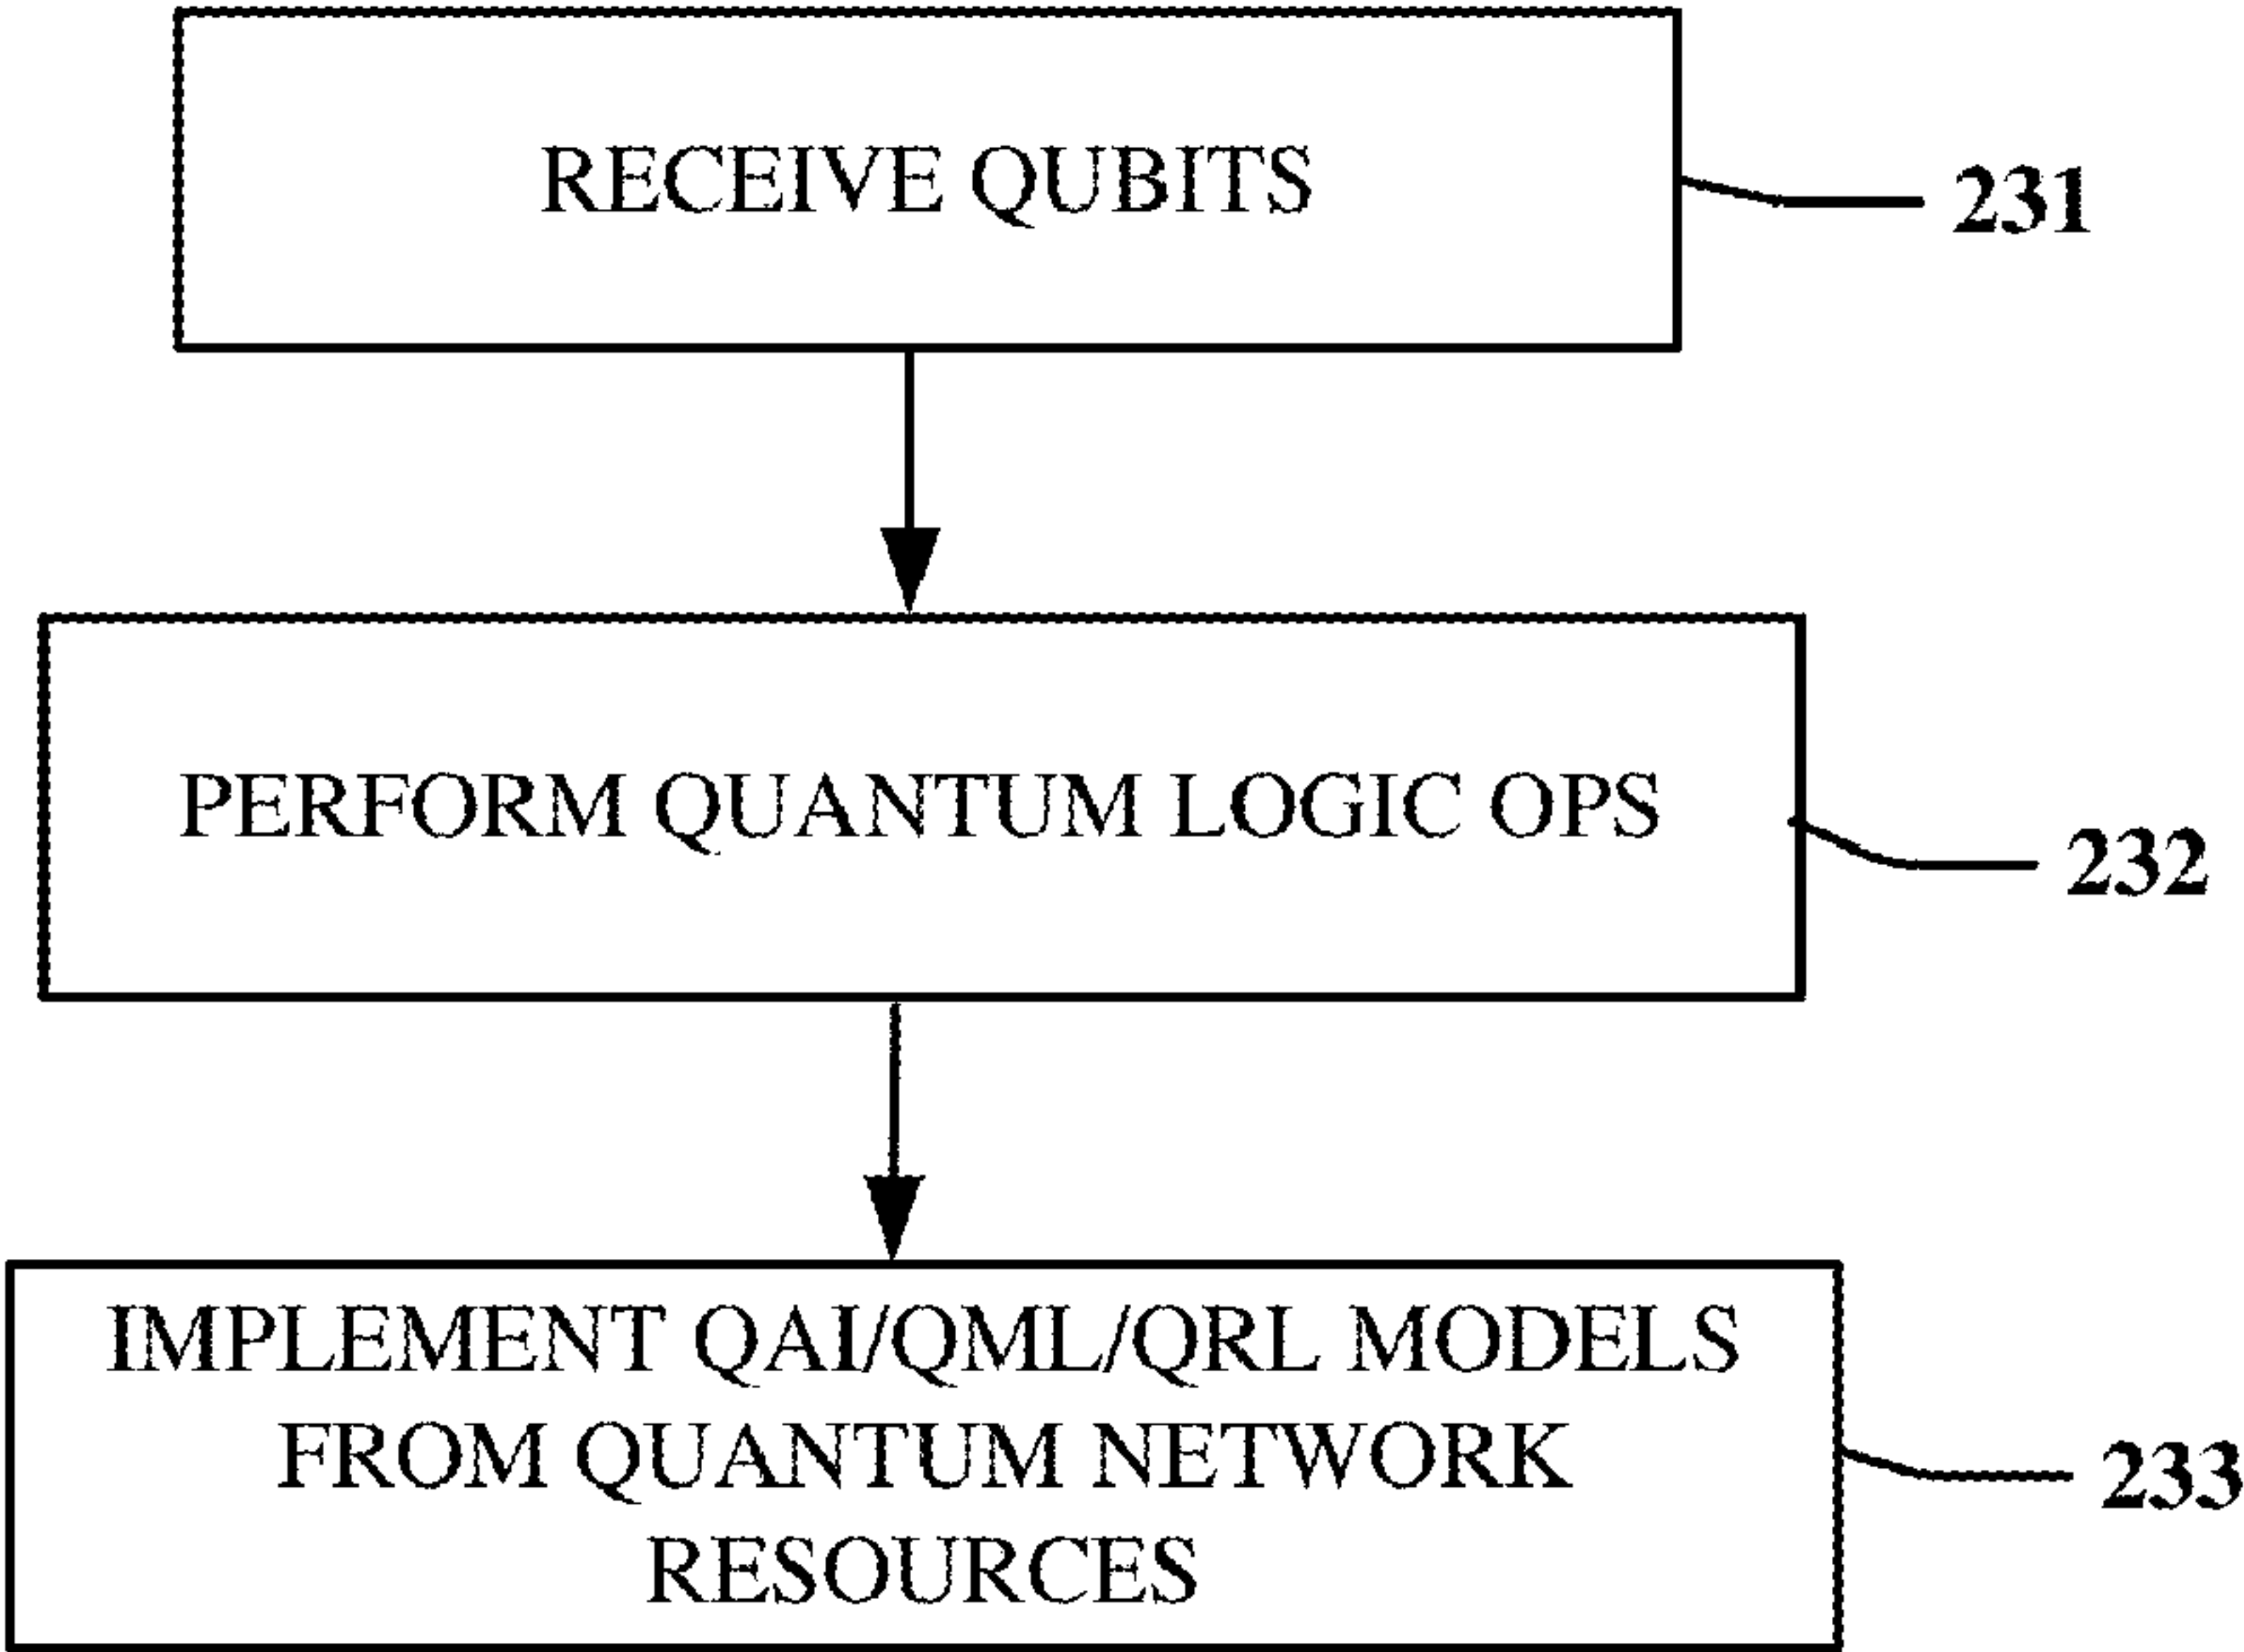 RECEIVE QUBITS
231
PERFORM QUANTUM LOGIC OPS
232
IMPLEMENT QAI/QML/QRL MODELS
FROM QUANTUM NETWORK
233
RESOURCES